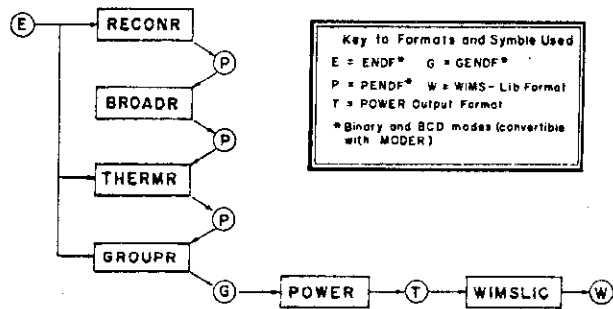 E
RECONR
P
BROADR
P
THERMR
P
GROUPR
G
POWER
T
WIMSLIC
W
Key to Formats and Symble Used
E = ENDF* G = GENDF*
P = PENDF* W = WIMS-Lib Format
T = POWER Output Format
*Binary and BCD modes (convertible
with MODER)